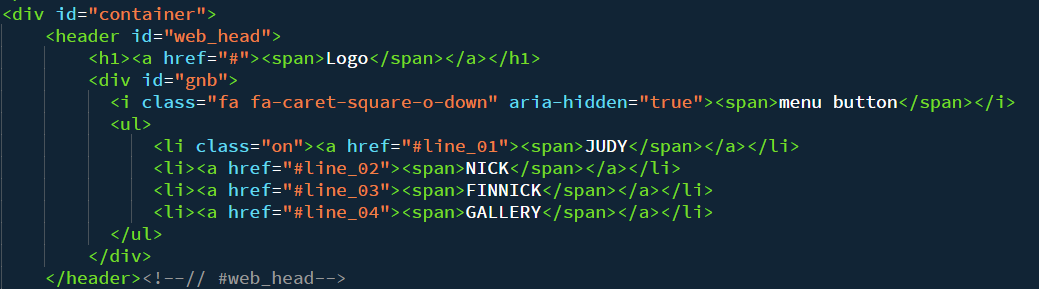 <div id="container">
<header id="web_head">
<h1><a href="#"><span>Logo</span></a></h1>
<div id="gnb">
<i class="fa fa-caret-square-o-down" aria-hidden="true"><span>menu button</span></i>
<ul>
<li class="on"><a href="#line_01"><span>JUDY</span></a></li>
<li><a href="#line_02"><span>NICK</span></a></li>
<li><a href="#line_03"><span>FINNICK</span></a></li>
<li><a href="#line_04"><span>GALLERY</span></a></li>
</ul>
</div>
</header><!--// #web_head-->